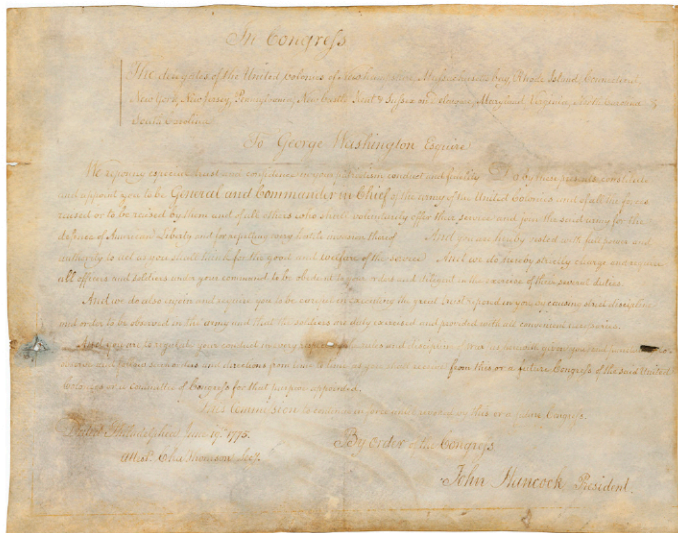 In Congress
The delegates of the United Colonies of New hampshire, Massachusetts bay, Rhode Island, Connecticut,
New York, New Jersey, Pennsylvania, New Castle Kent & Sussex on Delaware, Maryland, Virginia, North Carolina &
South Carolina
To George Washington Esquire
We reposing especial trust and confidence in your conduct and fidelity Do by these presents constitute
and appoint you to be General and Commander in Chief of the army of the United Colonies and of all the forces
raised or to be raised by them and of all others who shall voluntarily offer their service and join the said army for the
defence of American Liberty and for repelling every hostile invasion thereof And you are hereby vested with full power and
authority to act as you shall think for the good and Welfare of the service. And we do hereby strictly charge and require
all officers and soldiers under your command to be obedient to your orders and diligent in the exercise of their several duties.
And we do also enjoin and require you to be careful in executing the great trust reposed in you, by causing strict discipline
and order to be observed in the army and that the soldiers are duly exercised and provided with all convenient necessaries.
And you are to regulate your conduct in every respect by the rules and discipline of war
and directions from time to time as you shall receive from this or a future Congress of the said United
Colonies or a committee of Congress for that purpose appointed.
This Commission to continue in force until revoked by this or a future Congress.
Philadelphia June 19th 1775.
By Order of the Congress
Attest. Cha Thomson Secy.
John Hancock President